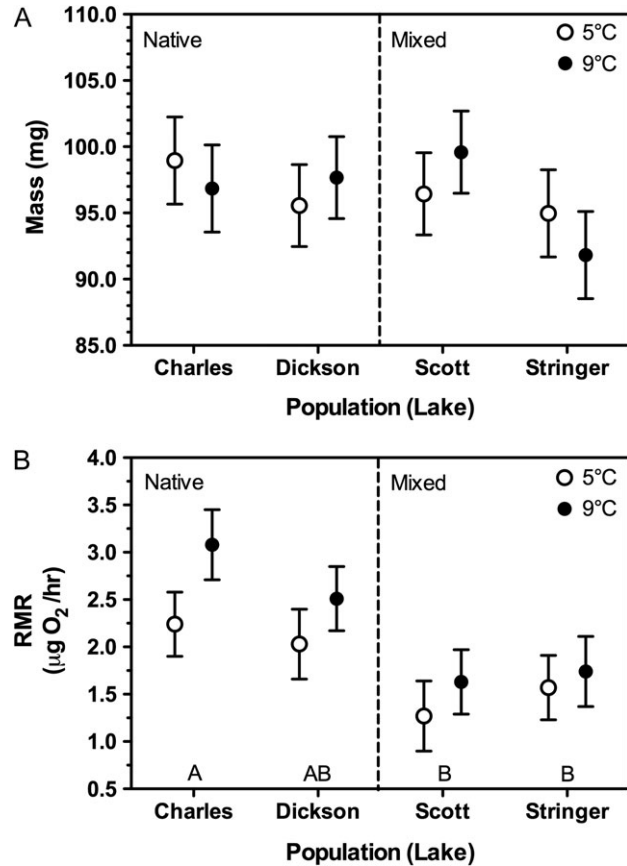 A
110.0
Native
Mixed
5°C
9°C
105.0
100.0
95.0
90.0
85.0
Mass (mg)
Charles
Dickson
Scott
Stringer
Population (Lake)
B
4.0
Native
Mixed
5°C
9°C
3.5
3.0
2.5
2.0
1.5
1.0
0.5
RMR
(µg O₂ /hr)
A
AB
B
B
Charles
Dickson
Scott
Stringer
Population (Lake)